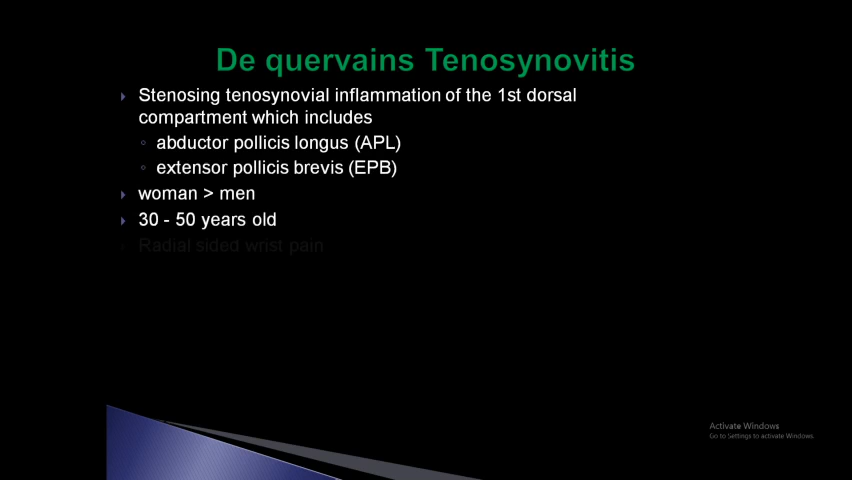 De quervains Tenosynovitis
Stenosing tenosynovial inflammation of the 1st dorsal
compartment which includes
abductor pollicis longus (APL)
extensor pollicis brevis (EPB)
woman > men
30 - 50 years old
Radial sided wrist pain
Activate Windows
Go to Settings to activate Windows.